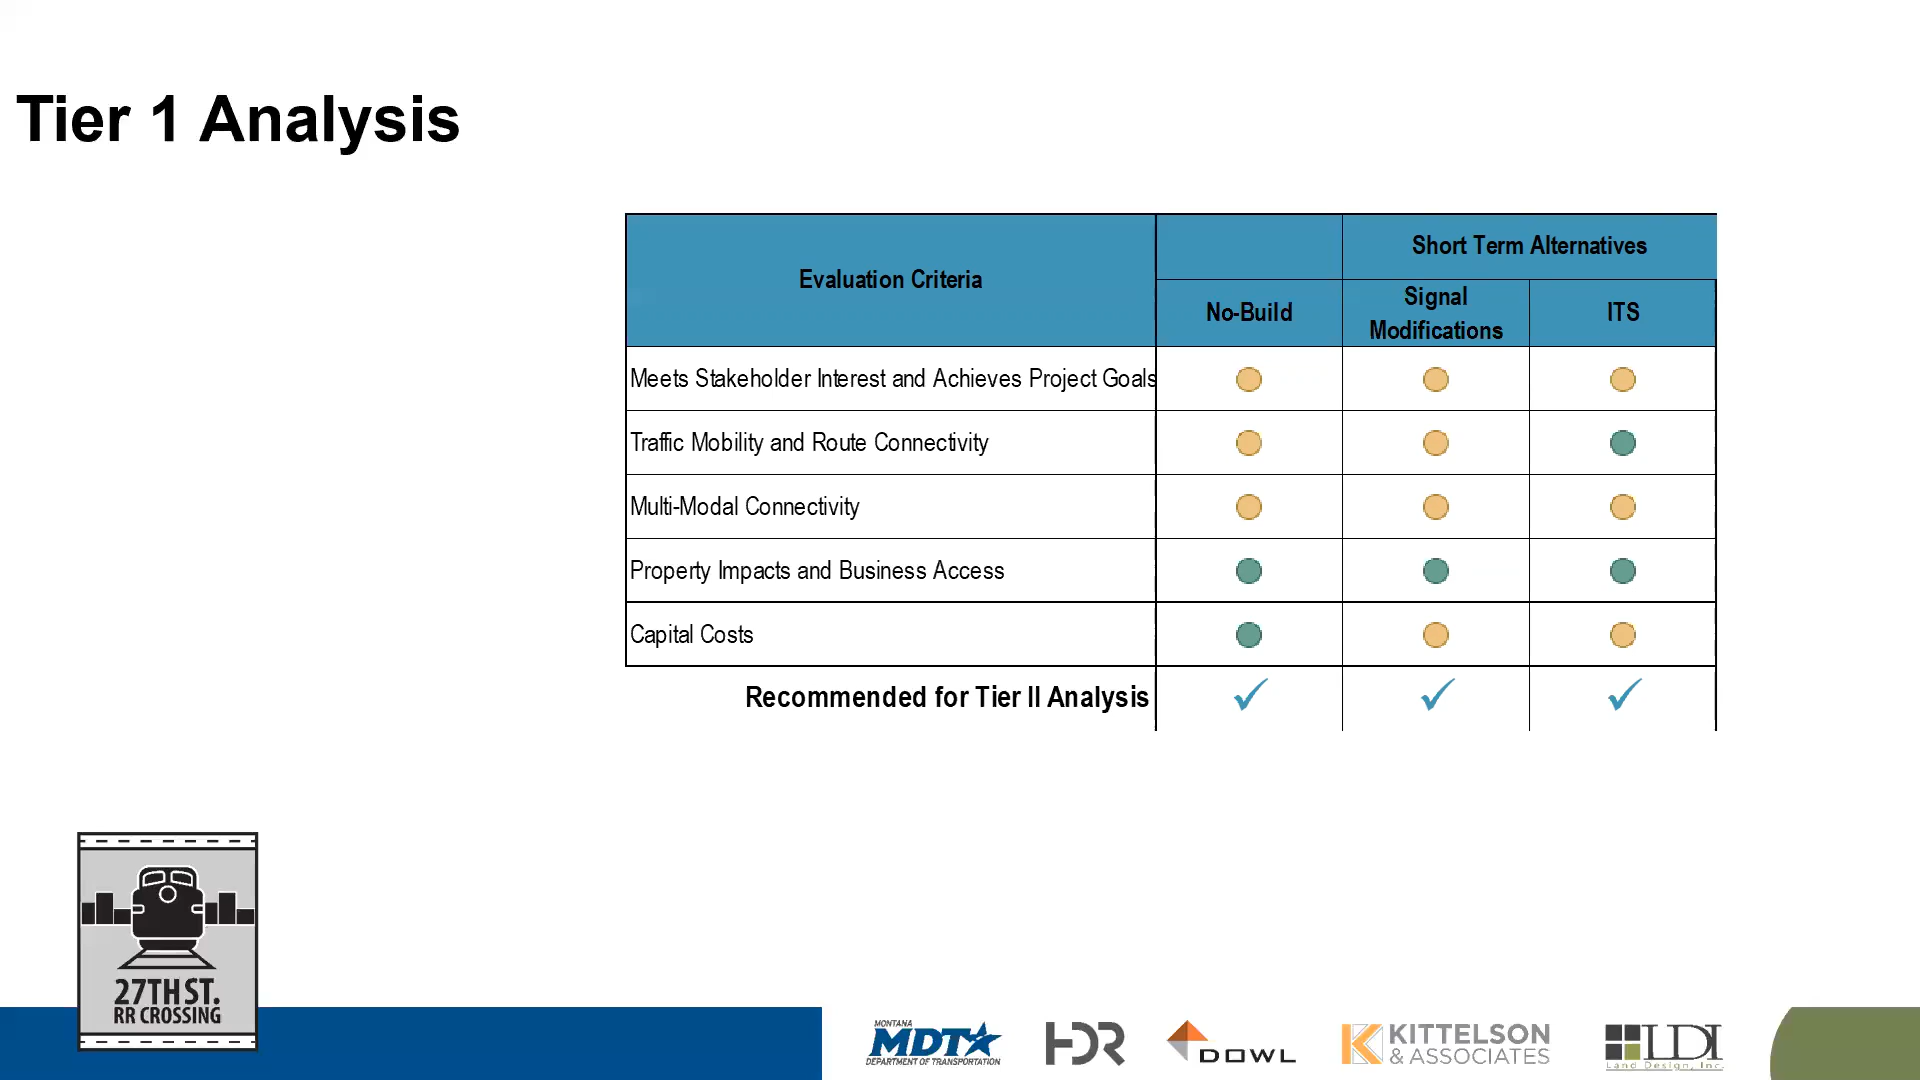 Tier 1 Analysis
Evaluation Criteria
Short Term Alternatives
No-Build
Signal
Modifications
ITS
Meets Stakeholder Interest and Achieves Project Goals
Traffic Mobility and Route Connectivity
Multi-Modal Connectivity
Property Impacts and Business Access
Capital Costs
Recommended for Tier II Analysis
27TH ST.
RR CROSSING
MONTANA
MDT
DEPARTMENT OF TRANSPORTATION
HDR
DOWL
KITTELSON
& ASSOCIATES
LDI
Land Design, Inc.